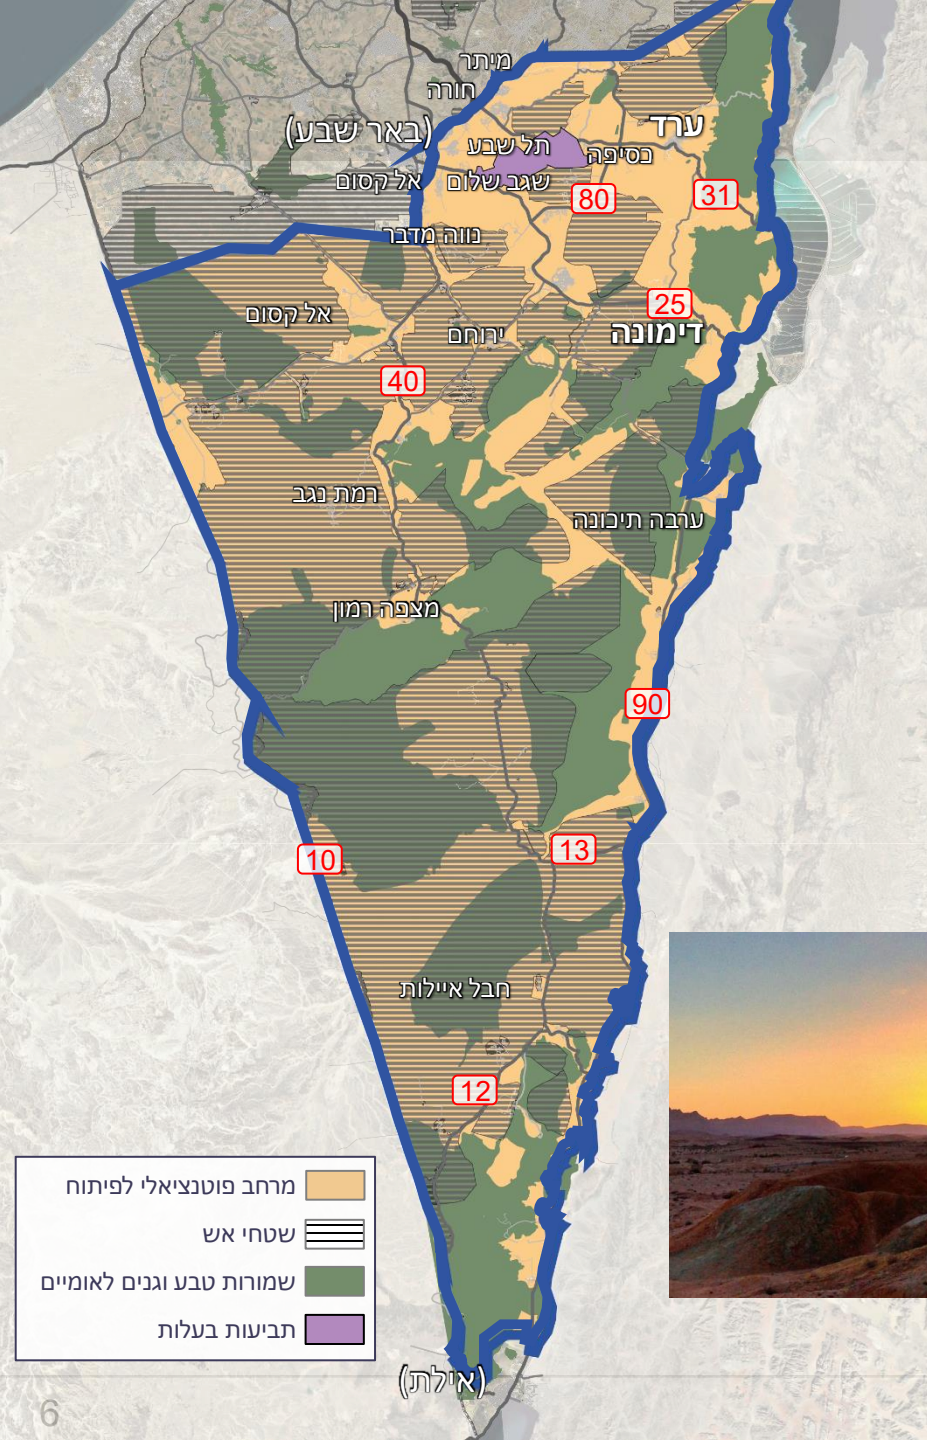 מיתר
חורה
(באר שבע)
ערד
תל שבע
כסיפה
אל קסום
שגב שלום
80
31
נווה מדבר
25
אל קסום
ירוחם
דימונה
40
רמת נגב
ערבה תיכונה
מצפה רמון
90
10
13
חבל איילות
12
מרחב פוטנציאלי לפיתוח
שטחי אש
שמורות טבע וגנים לאומיים
תביעות בעלות
(אילת)
6